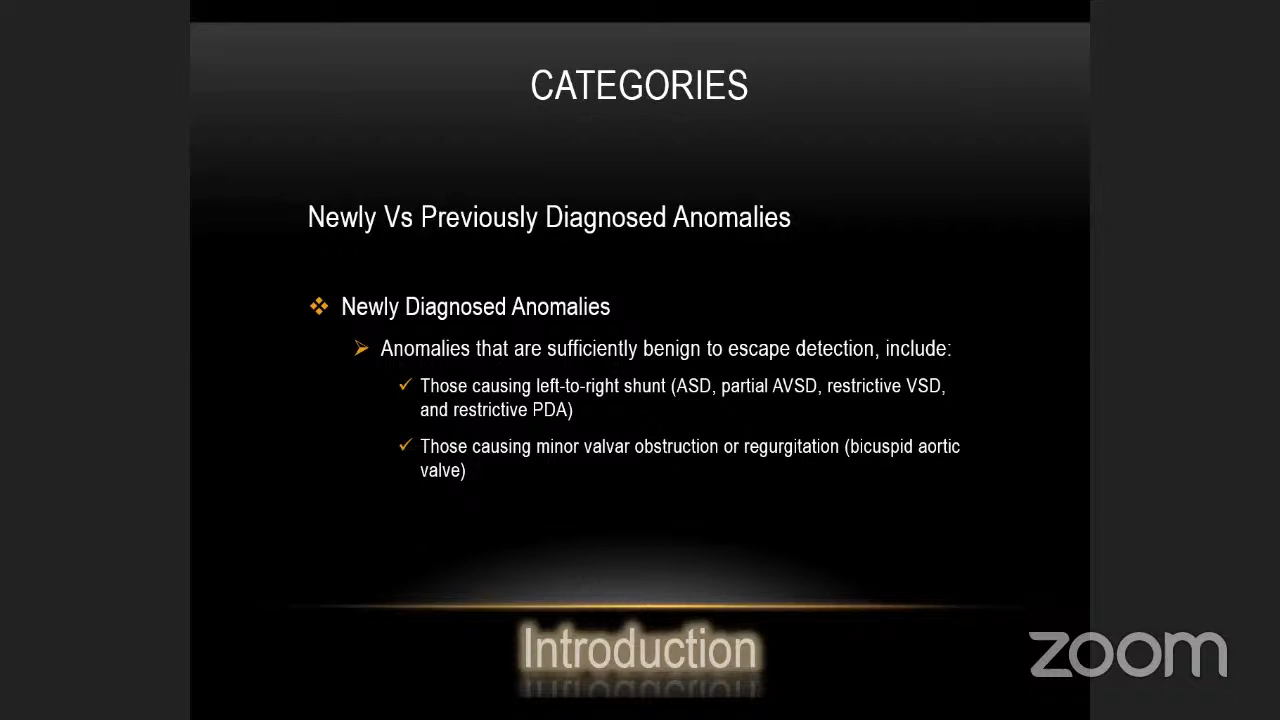 CATEGORIES
Newly Vs Previously Diagnosed Anomalies
Newly Diagnosed Anomalies
Anomalies that are sufficiently benign to escape detection, include:
Those causing left-to-right shunt (ASD, partial AVSD, restrictive VSD,
and restrictive PDA)
Those causing minor valvar obstruction or regurgitation (bicuspid aortic
valve)
Introduction
zoom